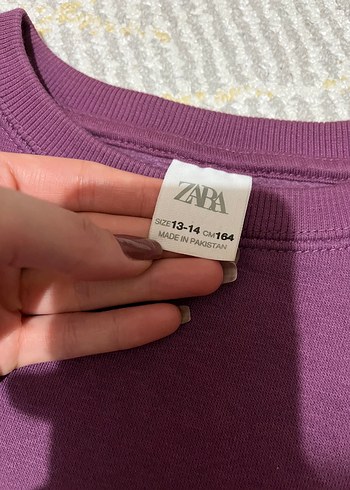 ZARA
SIZE 13-14 CM 164
MADE IN PAKISTAN